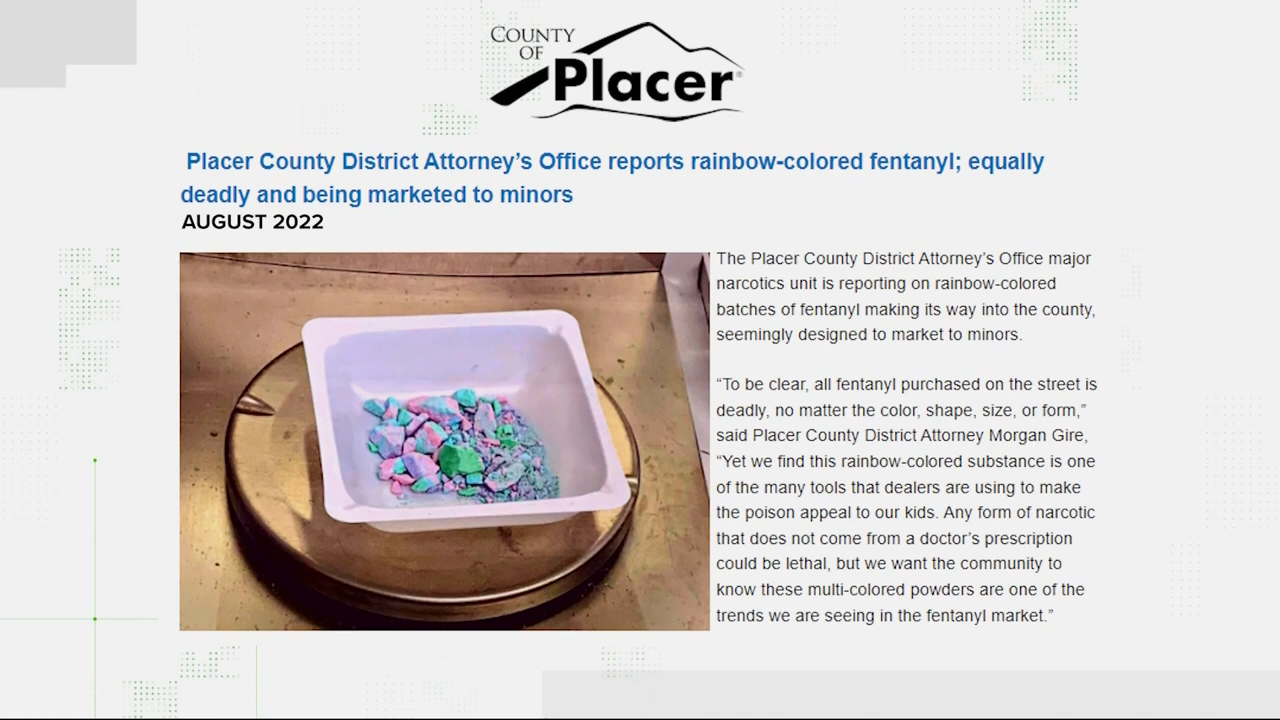 COUNTY
OF
Placer®
Placer County District Attorney’s Office reports rainbow-colored fentanyl; equally
deadly and being marketed to minors
AUGUST 2022
The Placer County District Attorney’s Office major
narcotics unit is reporting on rainbow-colored
batches of fentanyl making its way into the county,
seemingly designed to market to minors.
“To be clear, all fentanyl purchased on the street is
deadly, no matter the color, shape, size, or form,”
said Placer County District Attorney Morgan Gire,
“Yet we find this rainbow-colored substance is one
of the many tools that dealers are using to make
the poison appeal to our kids. Any form of narcotic
that does not come from a doctor’s prescription
could be lethal, but we want the community to
know these multi-colored powders are one of the
trends we are seeing in the fentanyl market.”